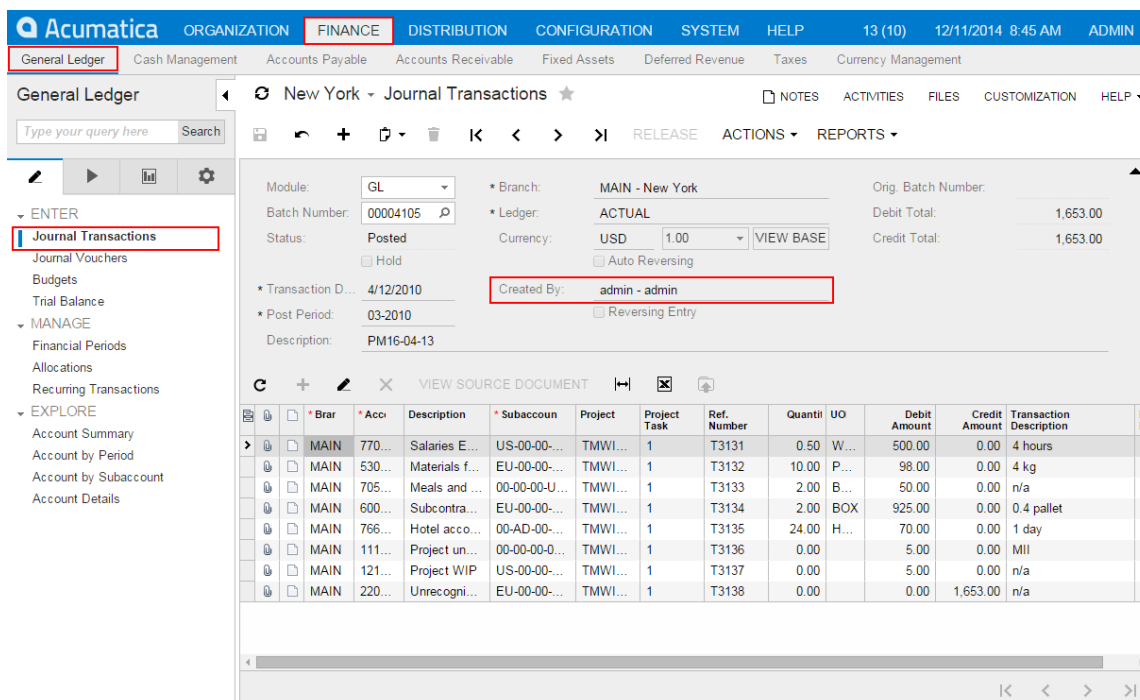 Acumatica ORGANIZATION FINANCE DISTRIBUTION CONFIGURATION SYSTEM HELP 13 (10) 12/11/2014 8:45 AM ADMIN
General Ledger Cash Management Accounts Payable Accounts Receivable Fixed Assets Deferred Revenue Taxes Currency Management
General Ledger
Type your query here Search
ENTER
Journal Transactions
Journal Vouchers
Budgets
Trial Balance
MANAGE
Financial Periods
Allocations
Recurring Transactions
EXPLORE
Account Summary
Account by Period
Account by Subaccount
Account Details
New York Journal Transactions NOTES ACTIVITIES FILES CUSTOMIZATION HELP
RELEASE ACTIONS REPORTS
Module: GL * Branch: MAIN - New York Orig. Batch Number:
Batch Number: 00004105 * Ledger: ACTUAL Debit Total: 1,653.00
Status: Posted Currency: USD 1.00 VIEW BASE Credit Total: 1,653.00
Hold Auto Reversing
* Transaction D... 4/12/2010 Created By: admin - admin
* Post Period: 03-2010 Reversing Entry
Description: PM16-04-13
VIEW SOURCE DOCUMENT
* Brar * Acc Description * Subaccoun Project Project Task Ref. Number Quantit UO Debit Amount Credit Amount Transaction Description
MAIN 770... Salaries E... US-00-00-... TMWI... 1 T3131 0.50 W... 500.00 0.00 4 hours
MAIN 530... Materials f... EU-00-00-... TMWI... 1 T3132 10.00 P... 98.00 0.00 4 kg
MAIN 705... Meals and ... 00-00-00-U... TMWI... 1 T3133 2.00 B... 50.00 0.00 n/a
MAIN 600... Subcontra... EU-00-00-... TMWI... 1 T3134 2.00 BOX 925.00 0.00 0.4 pallet
MAIN 766... Hotel acco... 00-AD-00-... TMWI... 1 T3135 24.00 H... 70.00 0.00 1 day
MAIN 111... Project un... 00-00-00-0... TMWI... 1 T3136 0.00 5.00 0.00 MII
MAIN 121... Project WIP US-00-00-... TMWI... 1 T3137 0.00 5.00 0.00 n/a
MAIN 220... Unrecogni... EU-00-00-... TMWI... 1 T3138 0.00 0.00 1,653.00 n/a